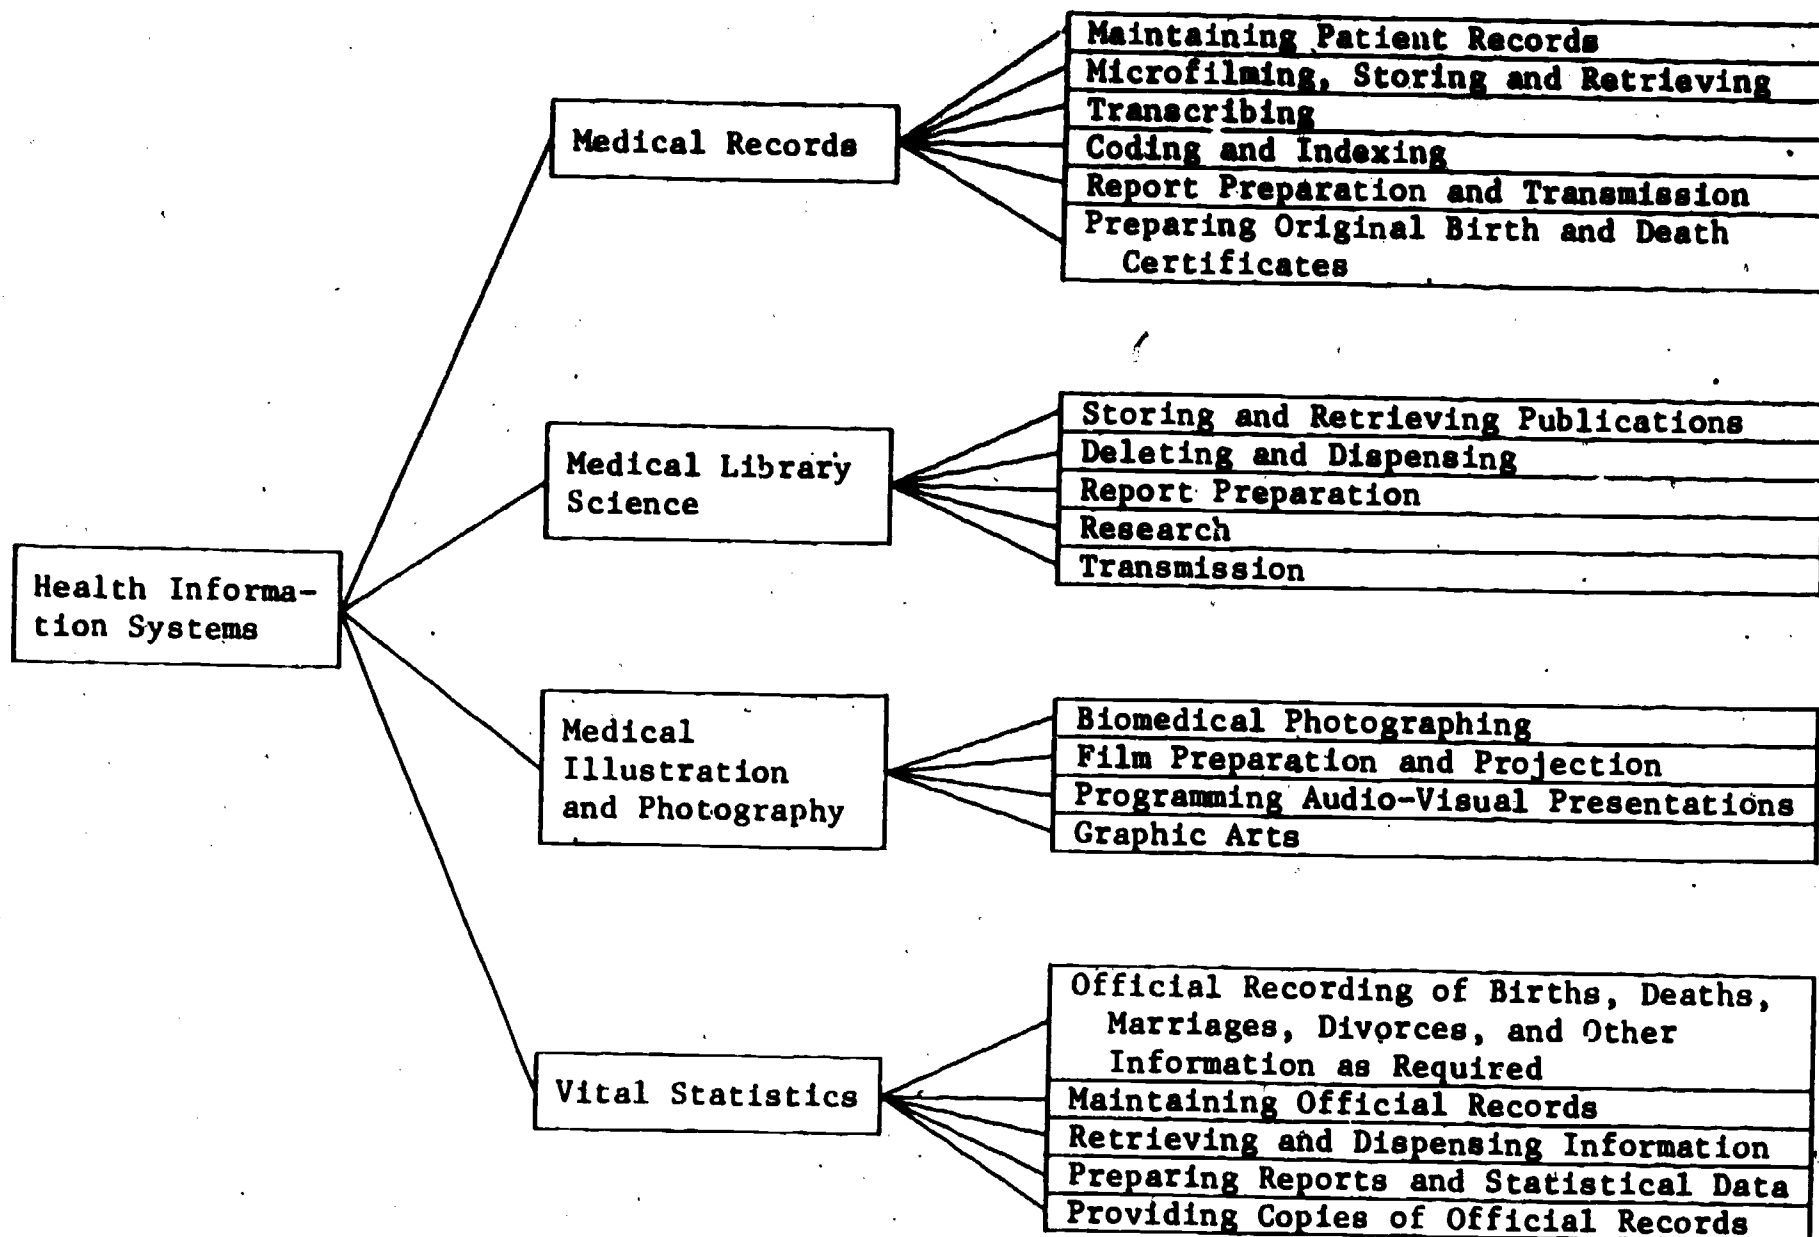 Health Informa-
tion Systems
Medical Records
Maintaining Patient Records
Microfilming, Storing and Retrieving
Transcribing
Coding and Indexing
Report Preparation and Transmission
Preparing Original Birth and Death
Certificates
Medical Library
Science
Storing and Retrieving Publications
Deleting and Dispensing
Report Preparation
Research
Transmission
Medical
Illustration
and Photography
Biomedical Photographing
Film Preparation and Projection
Programming Audio-Visual Presentations
Graphic Arts
Vital Statistics
Official Recording of Births, Deaths,
Marriages, Divorces, and Other
Information as Required
Maintaining Official Records
Retrieving and Dispensing Information
Preparing Reports and Statistical Data
Providing Copies of Official Records